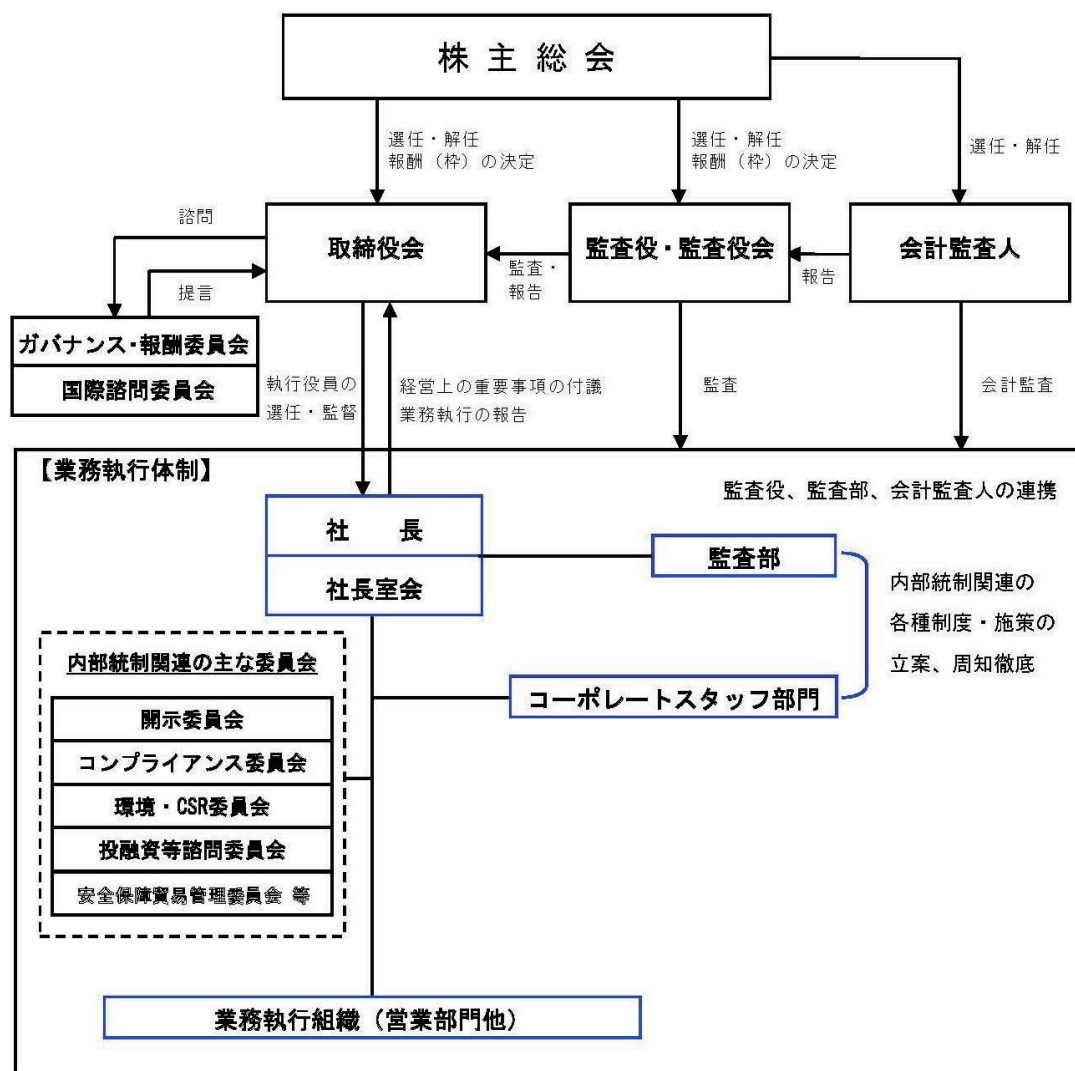 株主総会
選任・解任
報酬（枠）の決定
選任・解任
報酬（枠）の決定
選任・解任
諮問
取締役会
監査役・監査役会
会計監査人
監査・
報告
報告
提言
ガバナンス・報酬委員会
国際諮問委員会
執行役員の
選任・監督
経営上の重要事項の付議
業務執行の報告
監査
会計監査
【業務執行体制】
監査役、監査部、会計監査人の連携
社　長
社長室会
監査部
内部統制関連の
各種制度・施策の
立案、周知徹底
コーポレートスタッフ部門
内部統制関連の主な委員会
開示委員会
コンプライアンス委員会
環境・CSR委員会
投融資等諮問委員会
安全保障貿易管理委員会 等
業務執行組織（営業部門他）